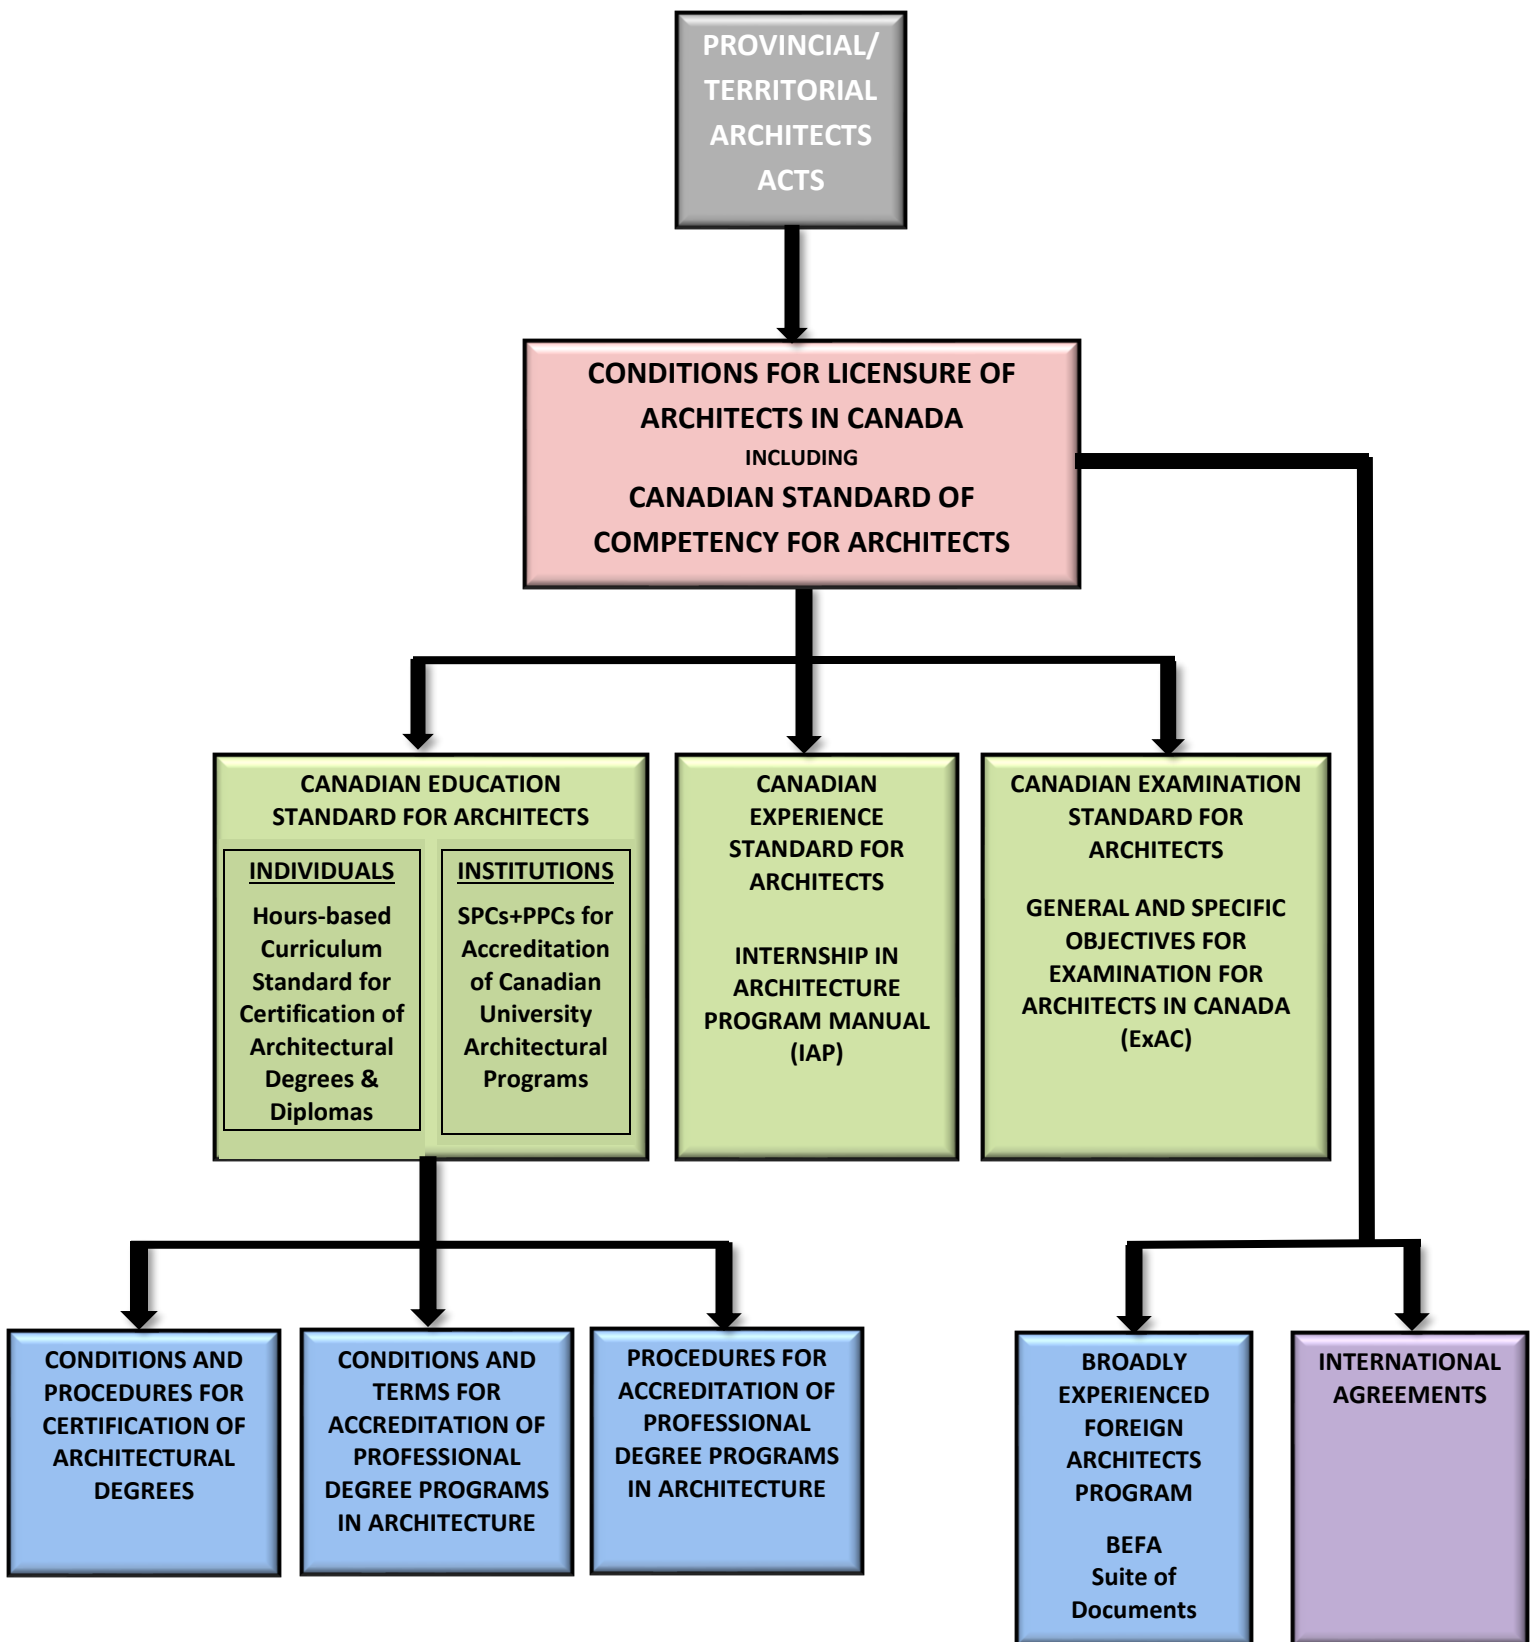 PROVINCIAL/
TERRITORIAL
ARCHITECTS
ACTS
CONDITIONS FOR LICENSURE OF
ARCHITECTS IN CANADA
INCLUDING
CANADIAN STANDARD OF
COMPETENCY FOR ARCHITECTS
CANADIAN EDUCATION
STANDARD FOR ARCHITECTS
INDIVIDUALS
Hours-based
Curriculum
Standard for
Certification of
Architectural
Degrees &
Diplomas
INSTITUTIONS
SPCs+PPCs for
Accreditation
of Canadian
University
Architectural
Programs
CANADIAN
EXPERIENCE
STANDARD FOR
ARCHITECTS
INTERNSHIP IN
ARCHITECTURE
PROGRAM MANUAL
(IAP)
CANADIAN EXAMINATION
STANDARD FOR
ARCHITECTS
GENERAL AND SPECIFIC
OBJECTIVES FOR
EXAMINATION FOR
ARCHITECTS IN CANADA
(ExAC)
CONDITIONS AND
PROCEDURES FOR
CERTIFICATION OF
ARCHITECTURAL
DEGREES
CONDITIONS AND
TERMS FOR
ACCREDITATION OF
PROFESSIONAL
DEGREE PROGRAMS
IN ARCHITECTURE
PROCEDURES FOR
ACCREDITATION OF
PROFESSIONAL
DEGREE PROGRAMS
IN ARCHITECTURE
BROADLY
EXPERIENCED
FOREIGN
ARCHITECTS
PROGRAM
BEFA
Suite of
Documents
INTERNATIONAL
AGREEMENTS